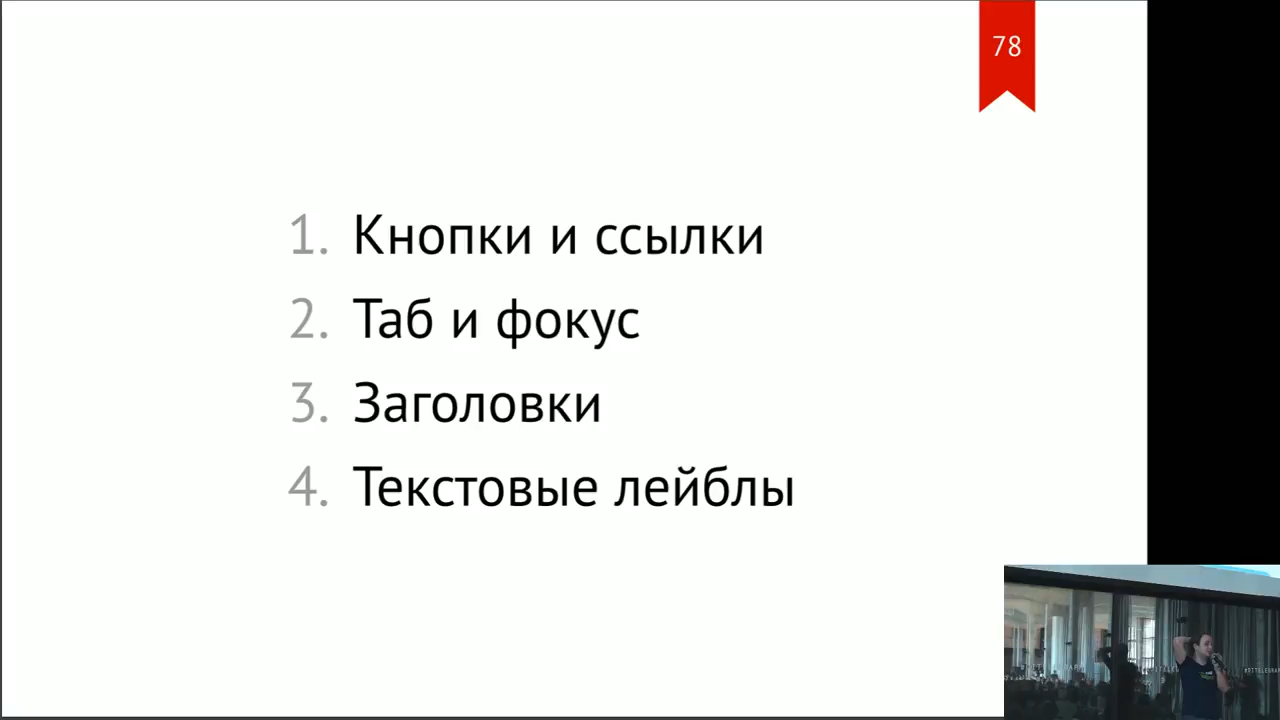 78
1. Кнопки и ссылки
2. Таб и фокус
3. Заголовки
4. Текстовые лейблы